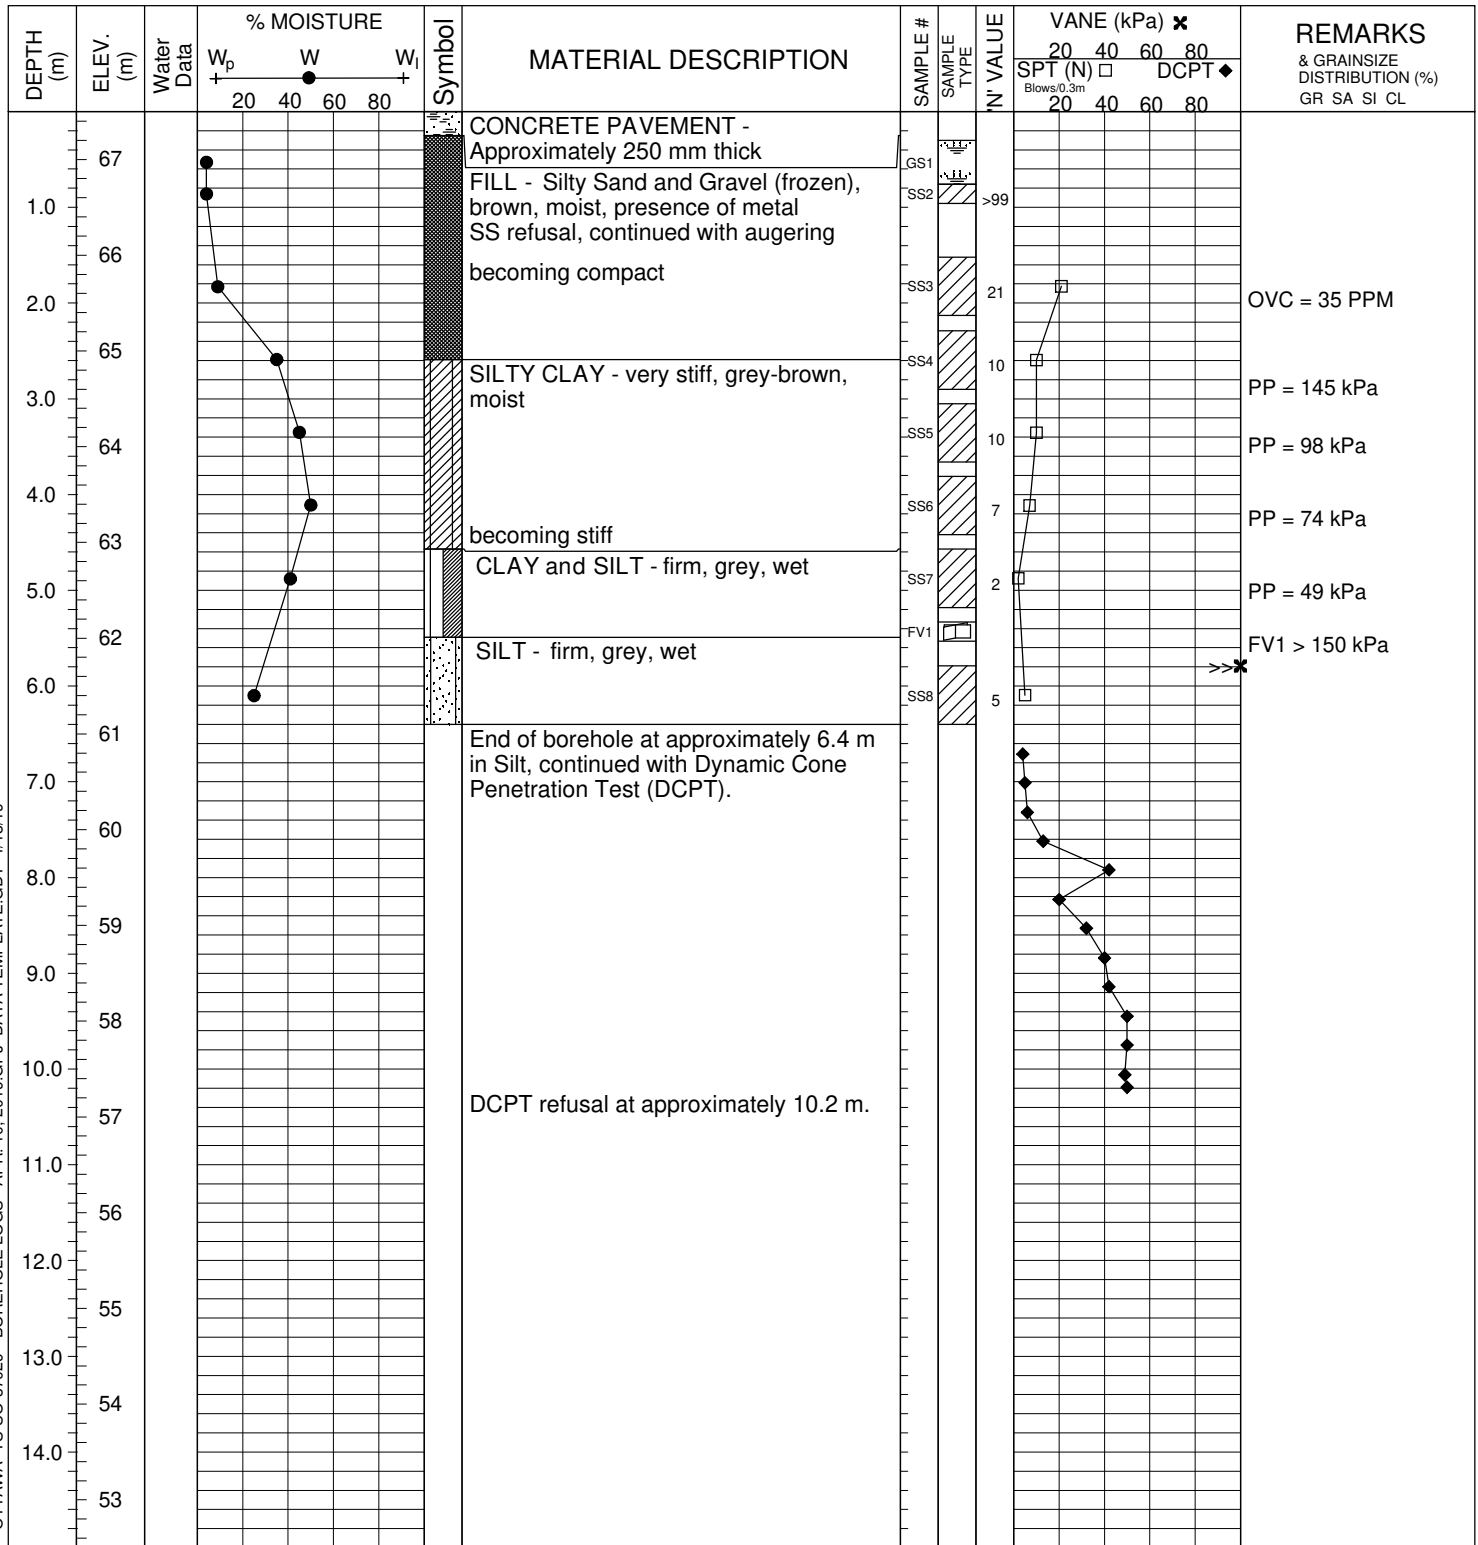 DEPTH (m)
ELEV. (m)
Water Data
% MOISTURE
Wp W Wl
20 40 60 80
Symbol
MATERIAL DESCRIPTION
SAMPLE #
SAMPLE TYPE
'N' VALUE
VANE (kPa)
20 40 60 80
SPT (N) DCPT
Blows/0.3m
20 40 60 80
REMARKS
& GRAINSIZE
DISTRIBUTION (%)
GR SA SI CL
CONCRETE PAVEMENT -
Approximately 250 mm thick
67
GS1
FILL - Silty Sand and Gravel (frozen),
brown, moist, presence of metal
SS refusal, continued with augering
1.0
SS2
>99
66
becoming compact
SS3
21
2.0
OVC = 35 PPM
65
SS4
10
SILTY CLAY - very stiff, grey-brown,
moist
PP = 145 kPa
3.0
SS5
10
64
PP = 98 kPa
4.0
SS6
7
PP = 74 kPa
becoming stiff
63
CLAY and SILT - firm, grey, wet
SS7
2
5.0
PP = 49 kPa
FV1
62
FV1 > 150 kPa
SILT - firm, grey, wet
>>
6.0
SS8
5
61
End of borehole at approximately 6.4 m
in Silt, continued with Dynamic Cone
Penetration Test (DCPT).
7.0
60
8.0
59
9.0
58
10.0
DCPT refusal at approximately 10.2 m.
57
11.0
56
12.0
55
13.0
54
14.0
53